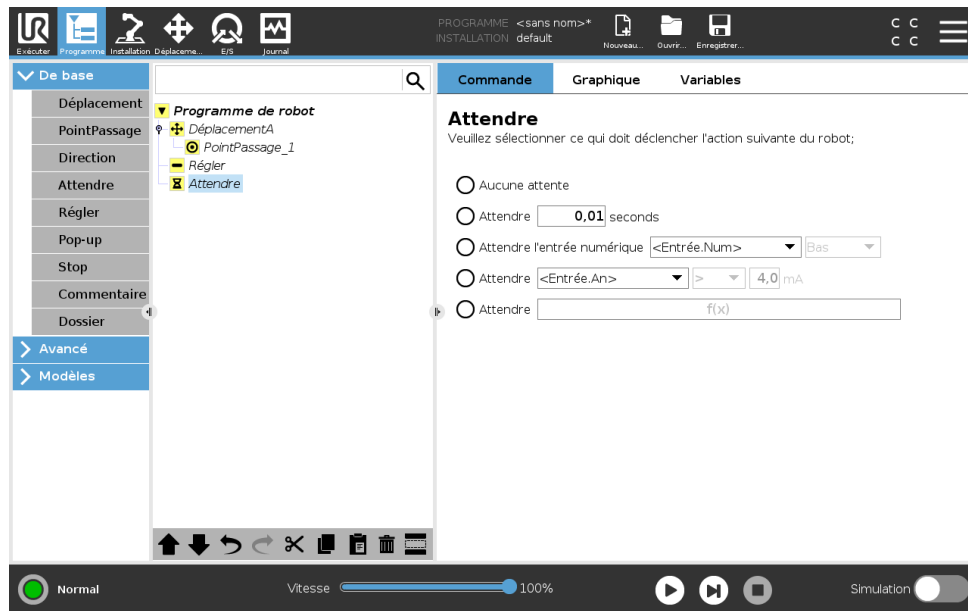 PROGRAMME <sans nom>*
INSTALLATION default
UR
Exécuter Programme Installation Déplaceme... E/S Journal
Nouveau... Ouvrir... Enregistrer...
C C
C C
De base
Déplacement
PointPassage
Direction
Attendre
Régler
Pop-up
Stop
Commentaire
Dossier
Avancé
Modèles
Programme de robot
DéplacementA
PointPassage_1
Régler
Attendre
Commande Graphique Variables
Attendre
Veuillez sélectionner ce qui doit déclencher l'action suivante du robot;
Aucune attente
Attendre 0,01 seconds
Attendre l'entrée numérique <Entrée.Num> Bas
Attendre <Entrée.An> > 4,0 mA
Attendre f(x)
Normal Vitesse 100% Simulation